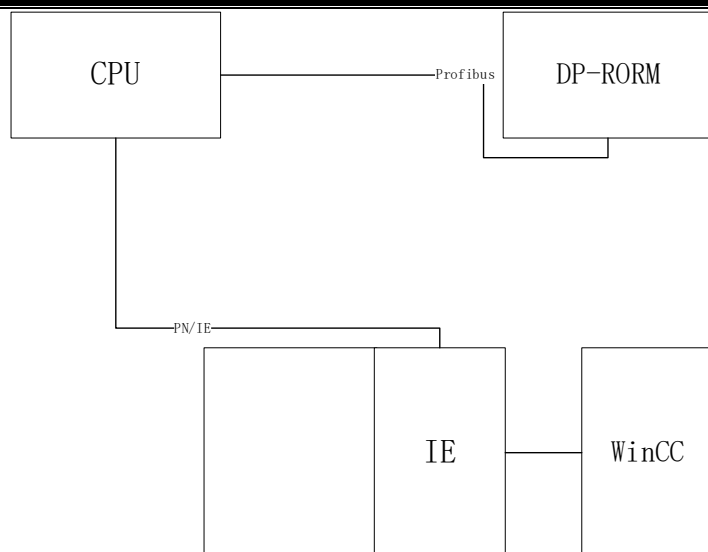 CPU
Profibus
DP-RORM
PN/IE
IE
WinCC